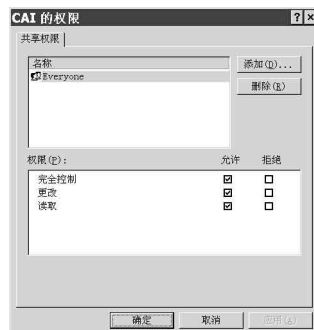 CAI 的权限
共享权限
名称
Everyone
添加(D)...
删除(R)
权限(P)：
允许
拒绝
完全控制
更改
读取
确定
取消
应用(A)